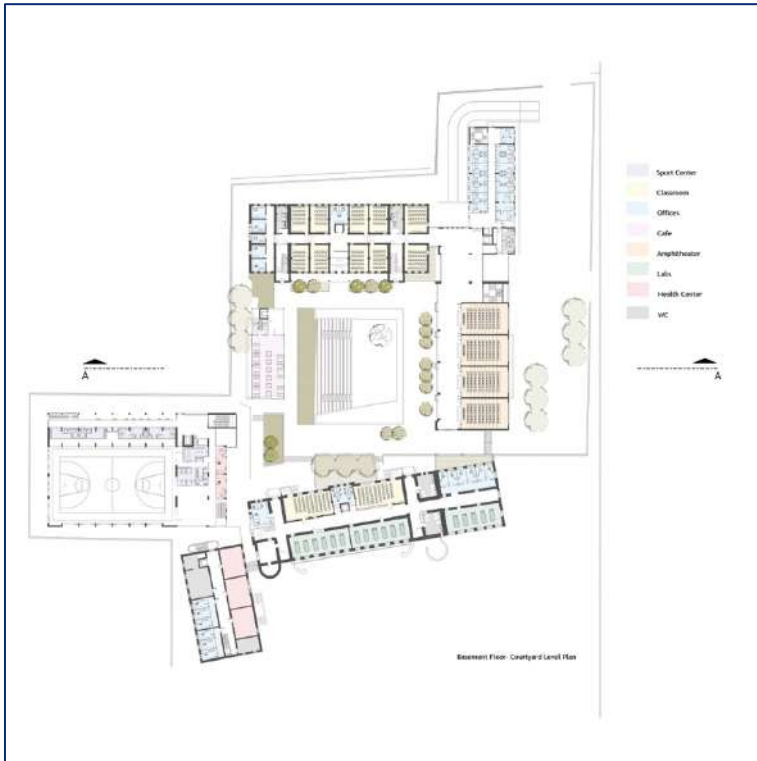 Sport Center
Classroom
Offices
Cafe
Amphitheater
Labs
Health Center
WC
A
A
Basement Floor- Courtyard Level Plan